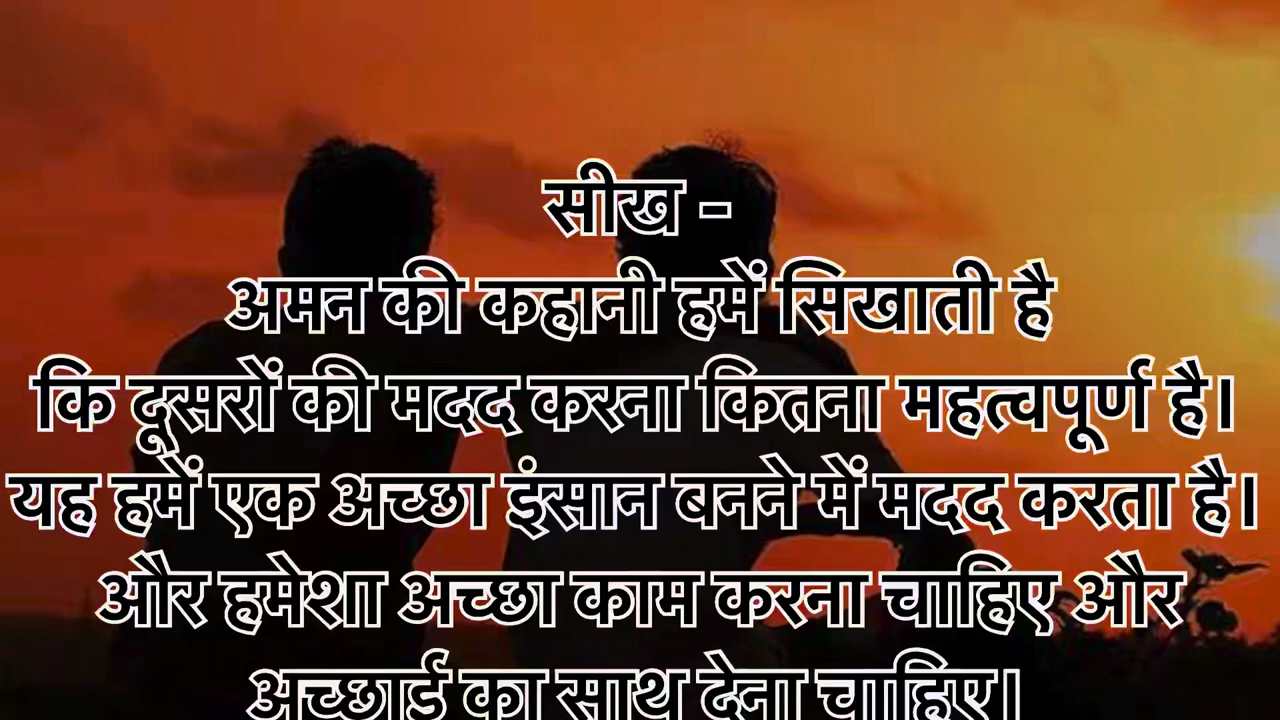 सीख -
अमन की कहानी हमें सिखाती है
कि दूसरों की मदद करना कितना महत्वपूर्ण है।
यह हमें एक अच्छा इंसान बनने में मदद करता है।
और हमेशा अच्छा काम करना चाहिए और
अच्छाई का साथ देना चाहिए।